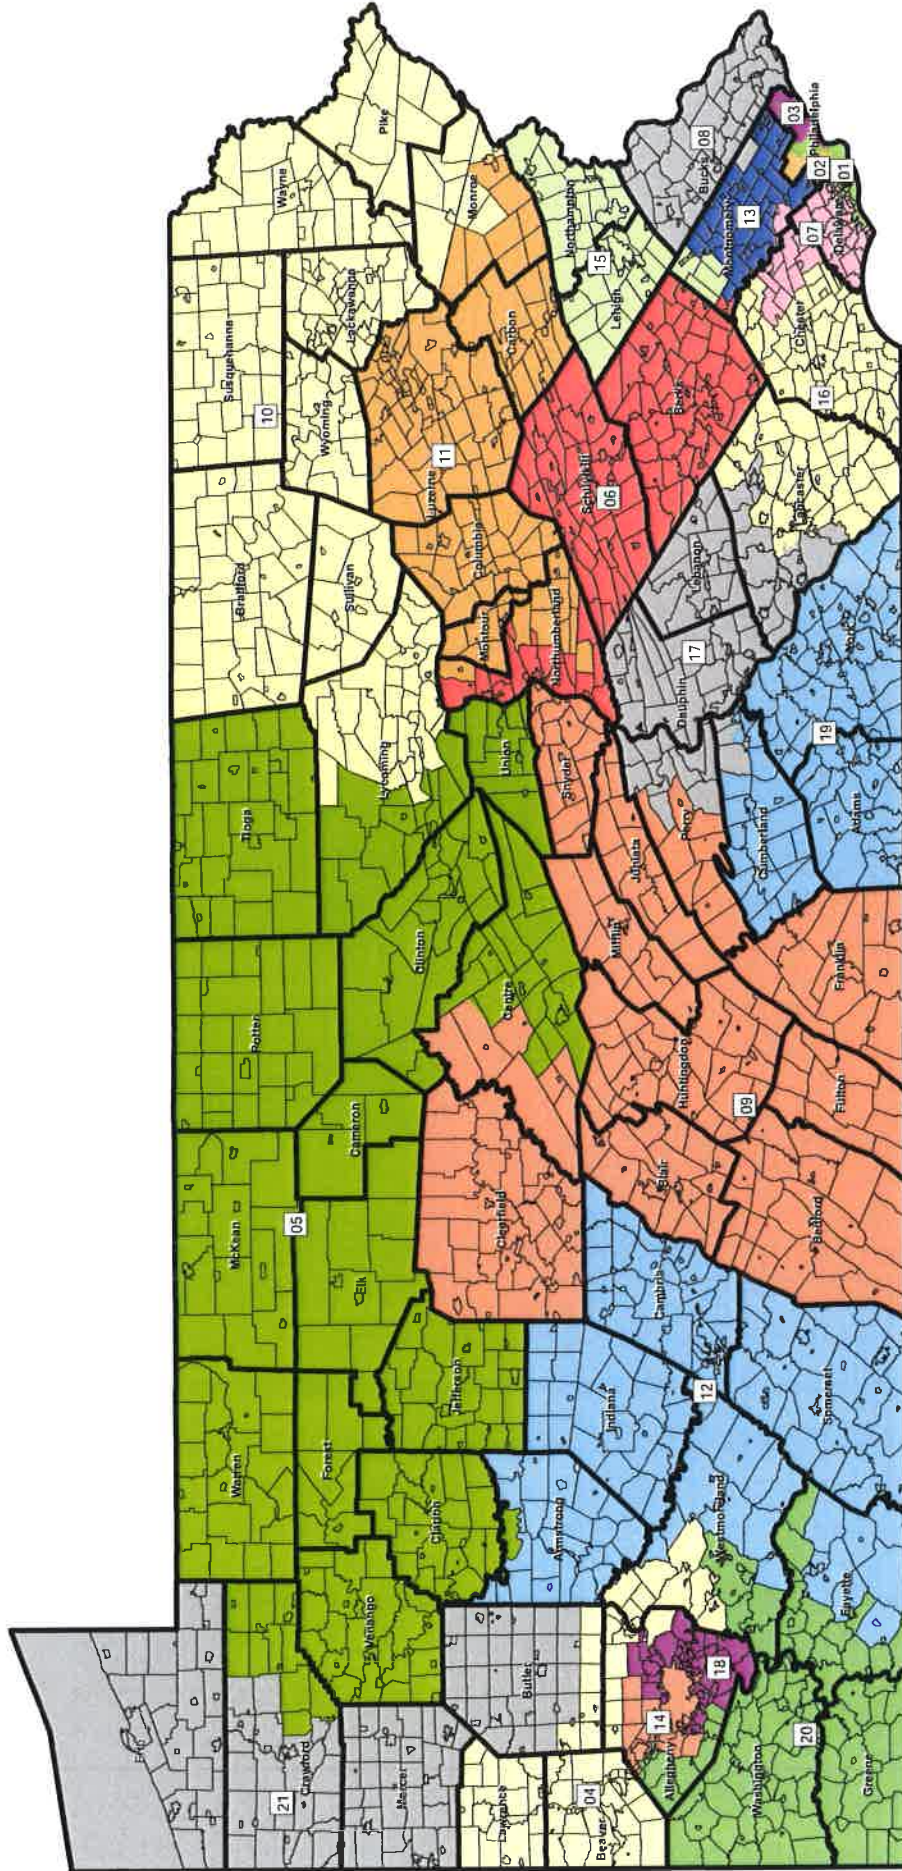 Erie
21
Crawford
Mercer
Lawrence
04
Beaver
Butler
Venango
Warren
Forest
Clarion
Armstrong
Jefferson
Indiana
McKean
05
Elk
Cameron
Potter
Tioga
Clinton
Centre
Clearfield
Lycoming
Union
Bradford
Sullivan
Susquehanna
10
Wyoming
Lackawanna
Wayne
Pike
Monroe
Luzerne
11
Carbon
Columbia
Montour
Northumberland
Snyder
Juniata
Mifflin
Perry
Huntingdon
09
Blair
Cambria
12
Bedford
Fulton
Franklin
Somerset
Westmoreland
Fayette
14
18
Allegheny
Washington
20
Greene
Schuylkill
06
Berks
Northampton
15
Lehigh
Bucks
08
Montgomery
13
03
Philadelphia
02
01
Delaware
07
Chester
16
Lancaster
Lebanon
Dauphin
17
Cumberland
York
19
Adams